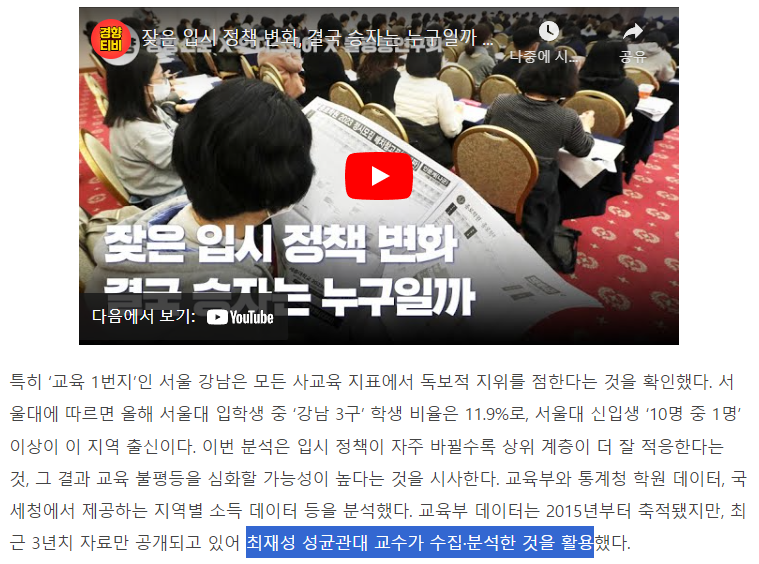 경향
티비
잦은 입시 정책 변화, 결국 승자는 누구일까 ...
나중에 시...
공유
잦은 입시 정책 변화
결국 승자는 누구일까
다음에서 보기: YouTube
특히 ‘교육 1번지’인 서울 강남은 모든 사교육 지표에서 독보적 지위를 점한다는 것을 확인했다. 서
울대에 따르면 올해 서울대 입학생 중 ‘강남 3구’ 학생 비율은 11.9%로, 서울대 신입생 ‘10명 중 1명’
이상이 이 지역 출신이다. 이번 분석은 입시 정책이 자주 바뀔수록 상위 계층이 더 잘 적응한다는
것, 그 결과 교육 불평등을 심화할 가능성이 높다는 것을 시사한다. 교육부와 통계청 학원 데이터, 국
세청에서 제공하는 지역별 소득 데이터 등을 분석했다. 교육부 데이터는 2015년부터 축적됐지만, 최
근 3년치 자료만 공개되고 있어 최재성 성균관대 교수가 수집·분석한 것을 활용했다.